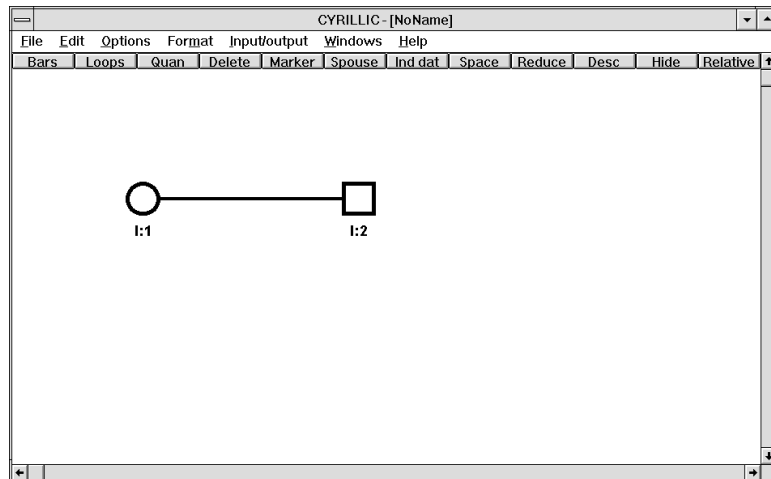 CYRILLIC - [NoName]
File Edit Options Format Input/output Windows Help
Bars Loops Quan Delete Marker Spouse Ind dat Space Reduce Desc Hide Relative
I:1 I:2